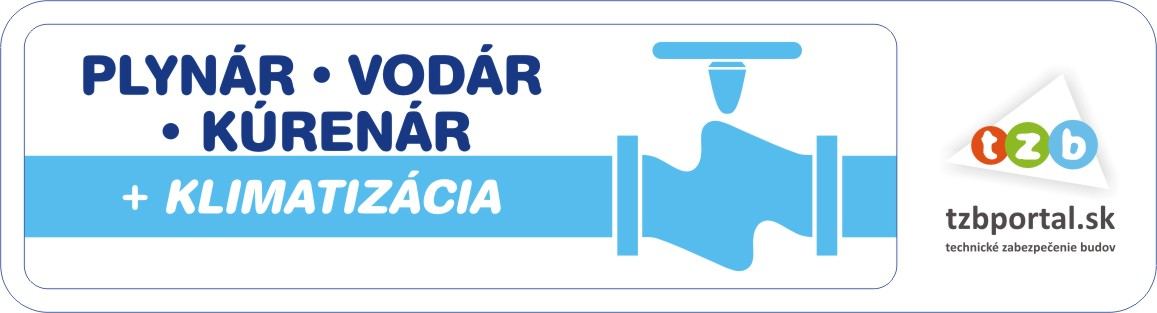 PLYNÁR • VODÁR
• KÚRENÁR
+ KLIMATIZÁCIA
tzb
tzbportal.sk
technické zabezpečenie budov